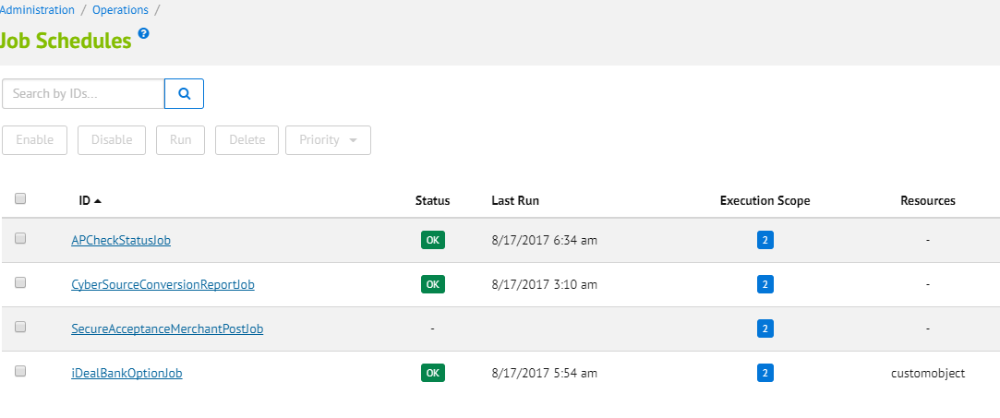 Administration / Operations /
Job Schedules ?
Search by IDs...
Enable Disable Run Delete Priority
ID Status Last Run Execution Scope Resources
APCheckStatusJob OK 8/17/2017 6:34 am 2 -
CyberSourceConversionReportJob OK 8/17/2017 3:10 am 2 -
SecureAcceptanceMerchantPostJob - 2 -
iDealBankOptionJob OK 8/17/2017 5:54 am 2 customobject